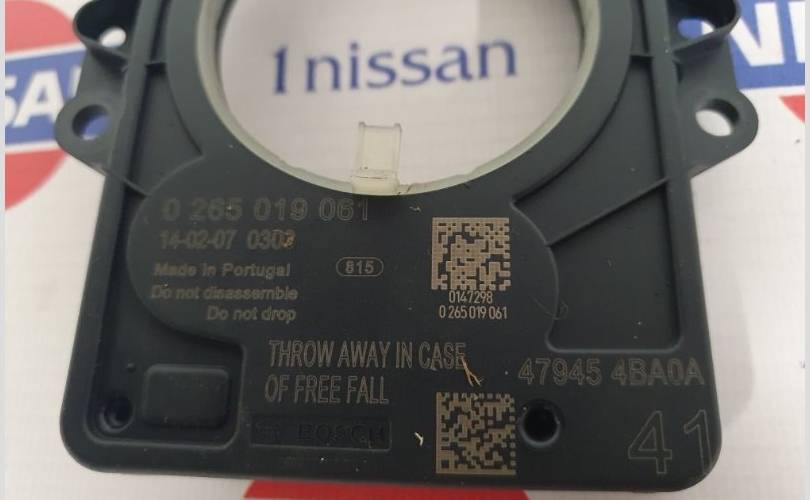 1nissan
0 265 019 061
14-02-07 0303
Made in Portugal
815
Do not disassemble
Do not drop
0147298
0 265 019 061
THROW AWAY IN CASE
OF FREE FALL
47945 4BA0A
BOSCH
41